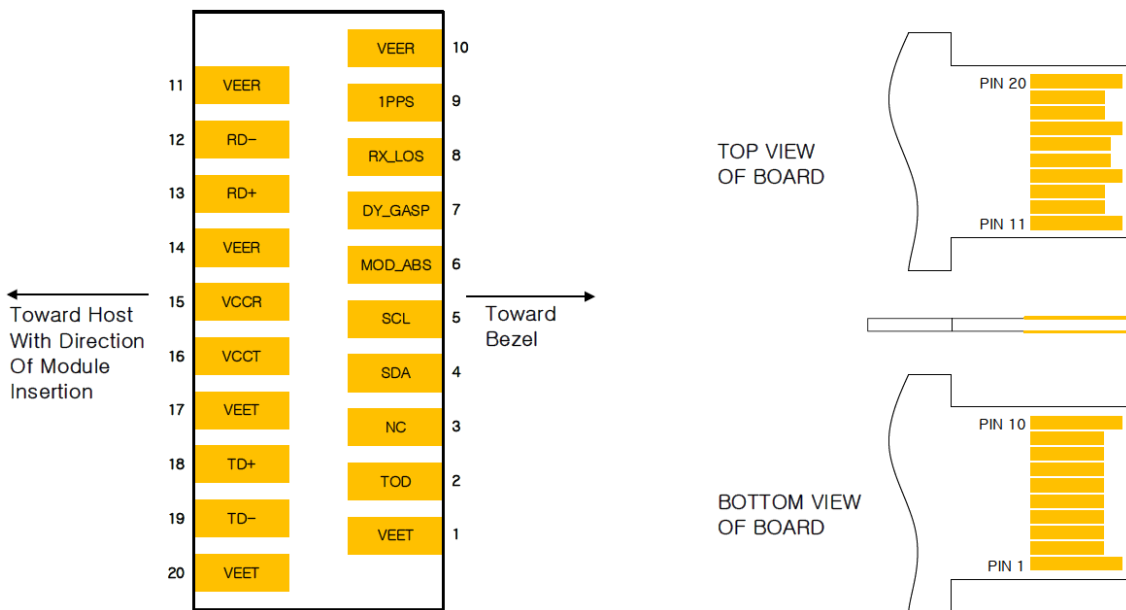 VEER 10
11 VEER
1PPS 9
12 RD-
RX_LOS 8
13 RD+
DY_GASP 7
14 VEER
MOD_ABS 6
15 VCCR
SCL 5
16 VCCT
SDA 4
17 VEET
NC 3
18 TD+
TOD 2
19 TD-
VEET 1
20 VEET
Toward Host
With Direction
Of Module
Insertion
Toward
Bezel
PIN 20
TOP VIEW
OF BOARD
PIN 11
PIN 10
BOTTOM VIEW
OF BOARD
PIN 1